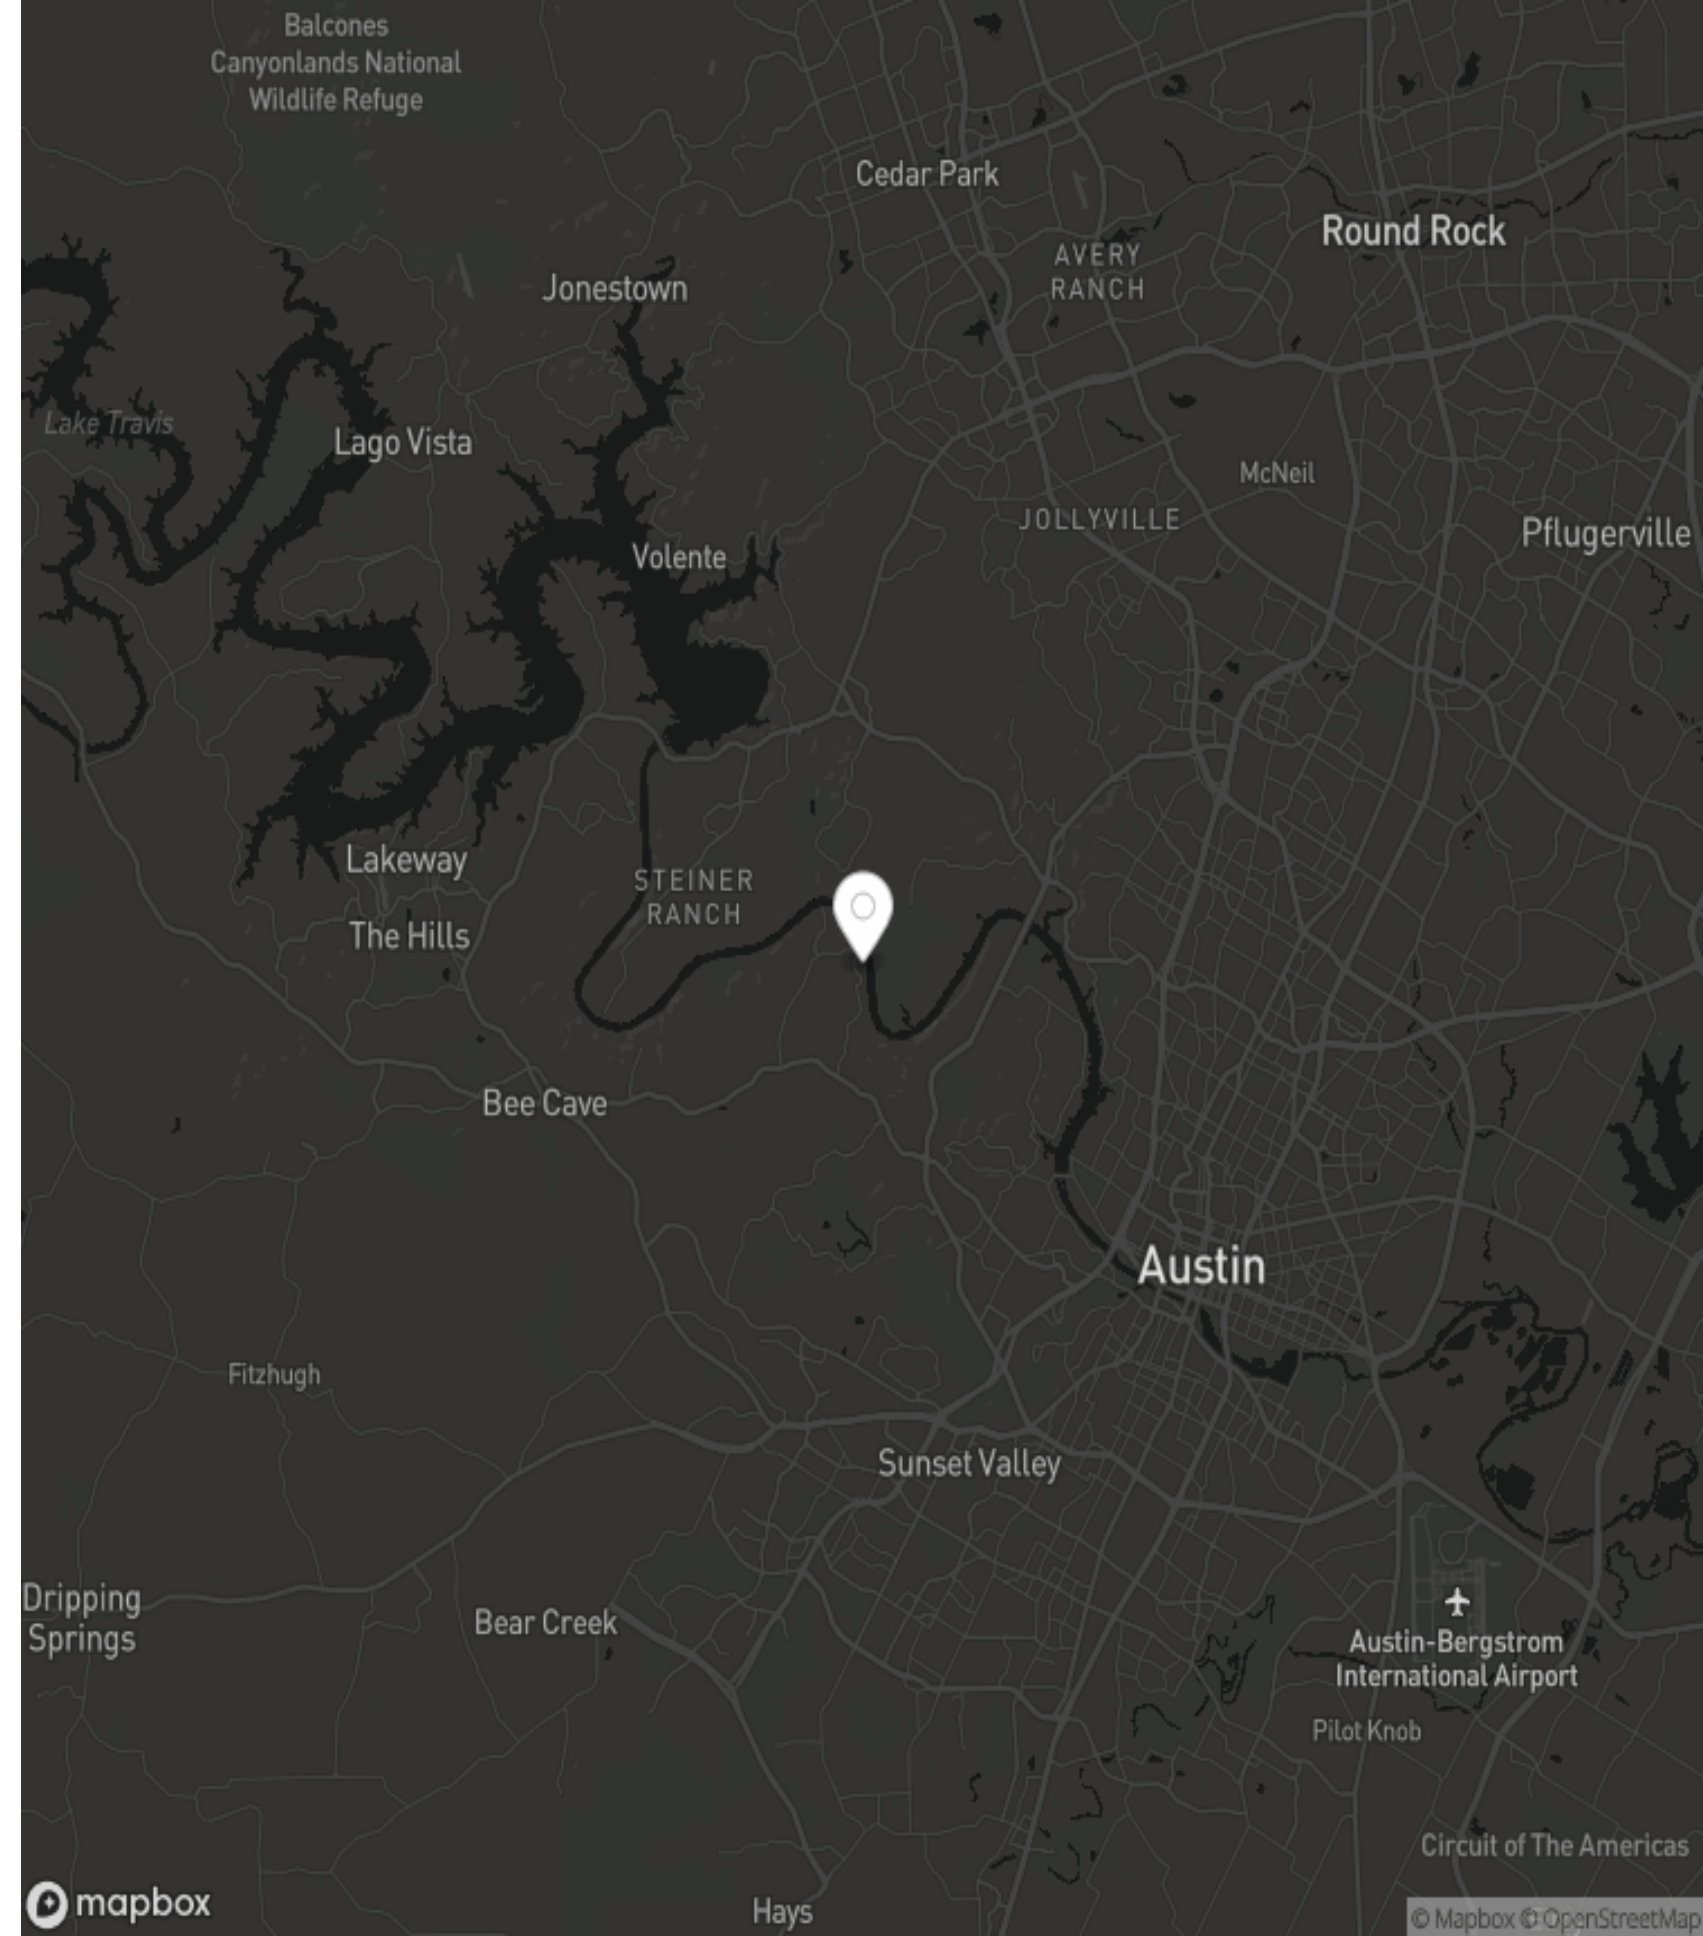 Balcones
Canyonlands National
Wildlife Refuge
Cedar Park
Round Rock
AVERY
RANCH
Jonestown
Lake Travis
Lago Vista
McNeil
JOLLYVILLE
Pflugerville
Volente
Lakeway
STEINER
RANCH
The Hills
Bee Cave
Austin
Fitzhugh
Sunset Valley
Dripping
Springs
Bear Creek
Austin-Bergstrom
International Airport
Pilot Knob
Circuit of The Americas
mapbox
Hays
© Mapbox © OpenStreetMap